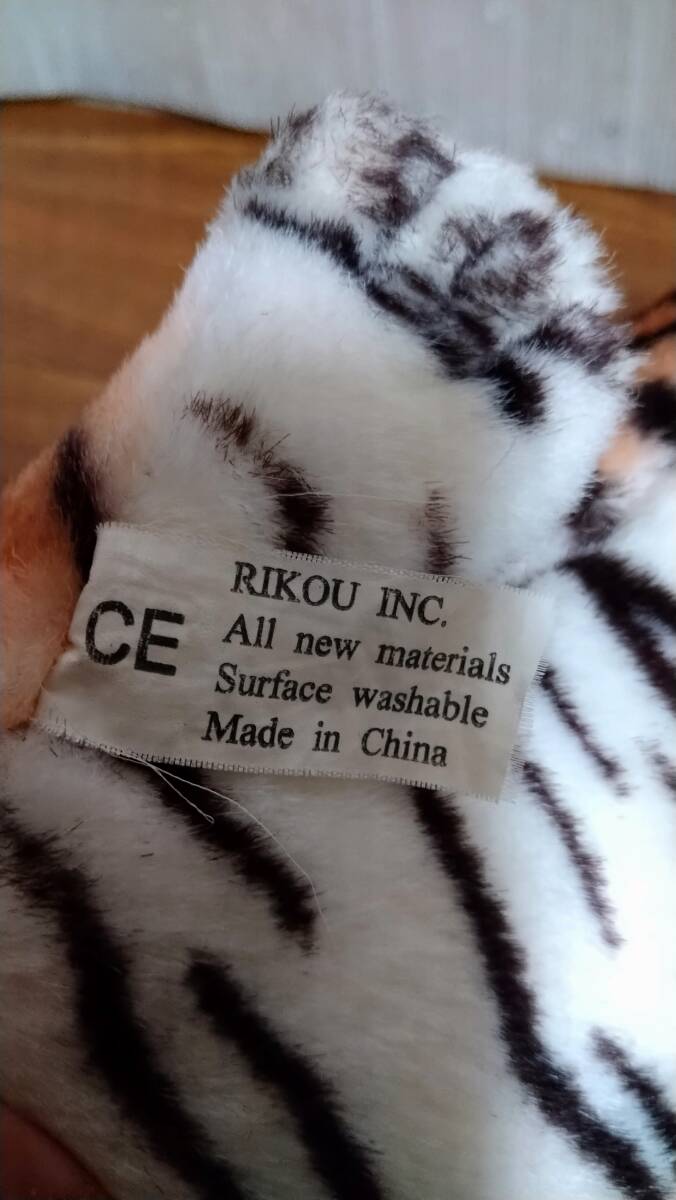 RIKOU INC.
CE
All new materials
Surface washable
Made in China